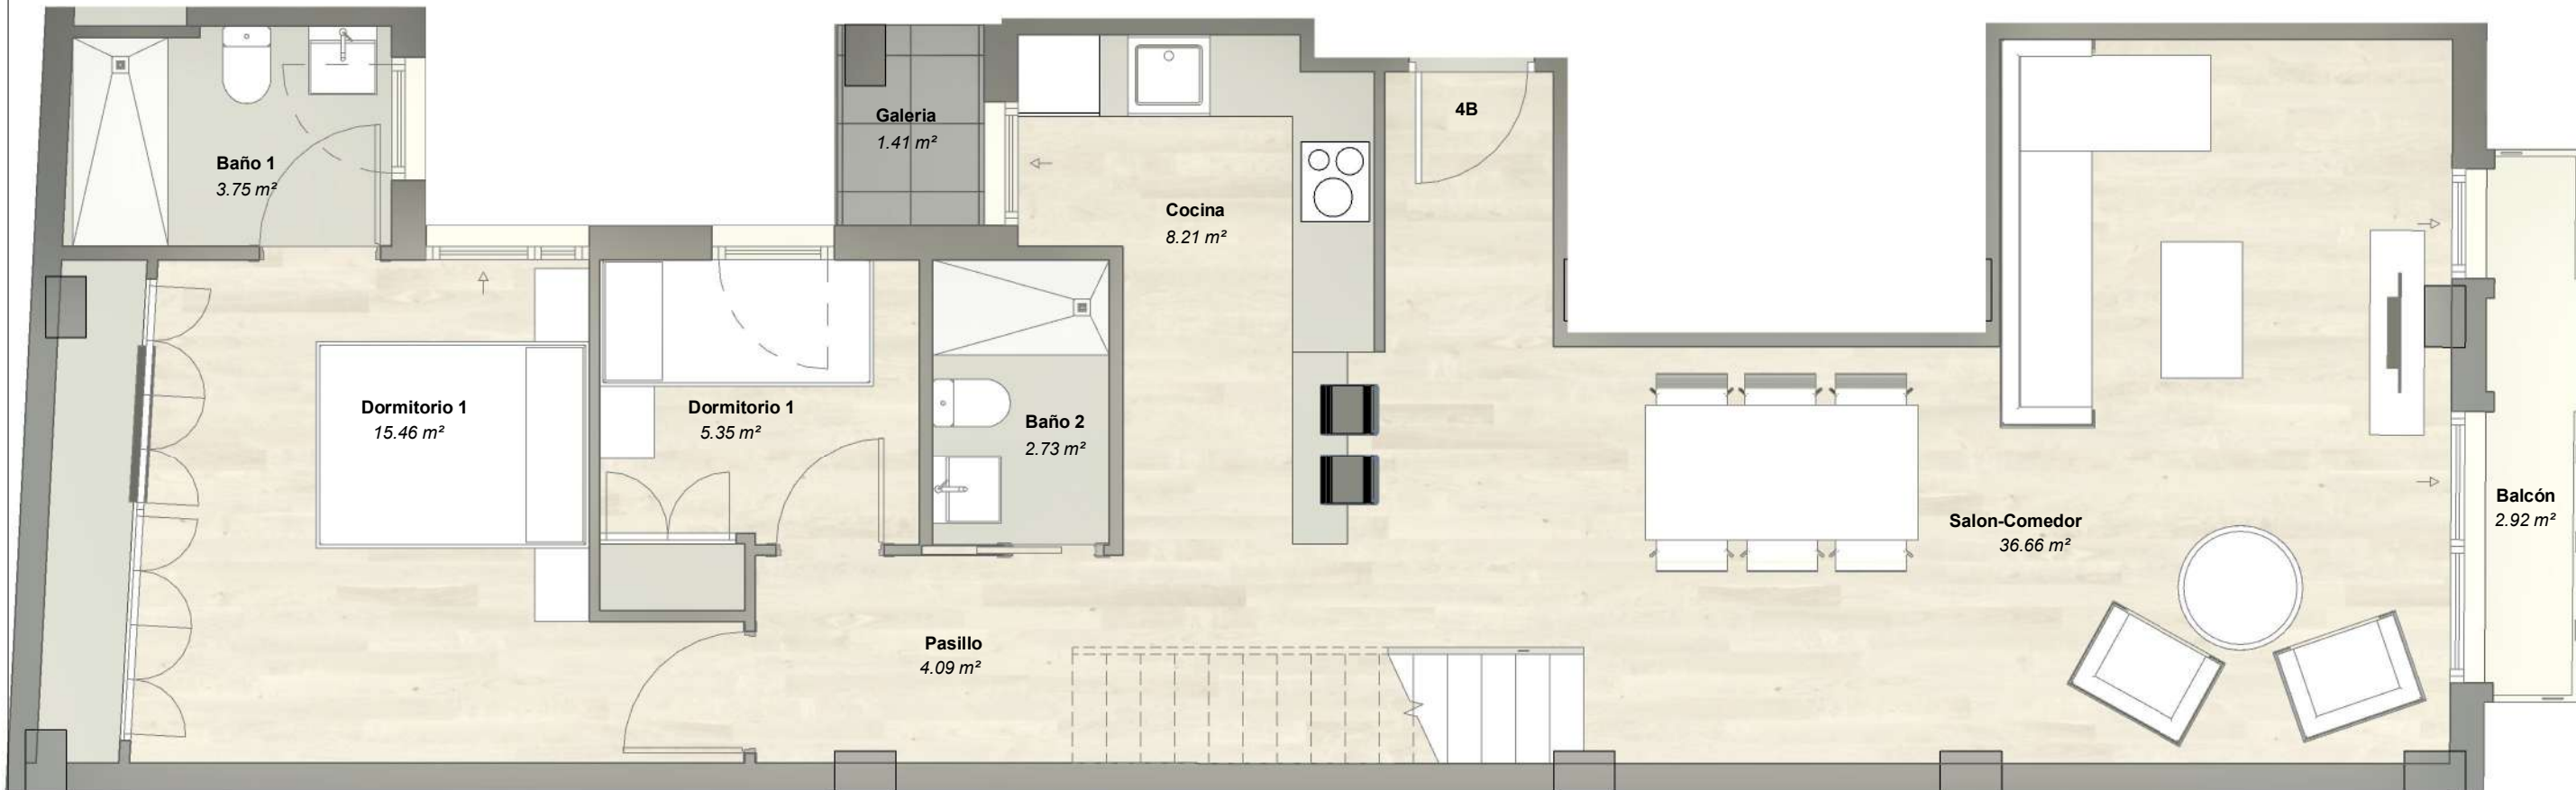 Baño 1
3.75 m²
Galeria
1.41 m²
4B
Cocina
8.21 m²
Dormitorio 1
15.46 m²
Dormitorio 1
5.35 m²
Baño 2
2.73 m²
Salon-Comedor
36.66 m²
Balcón
2.92 m²
Pasillo
4.09 m²